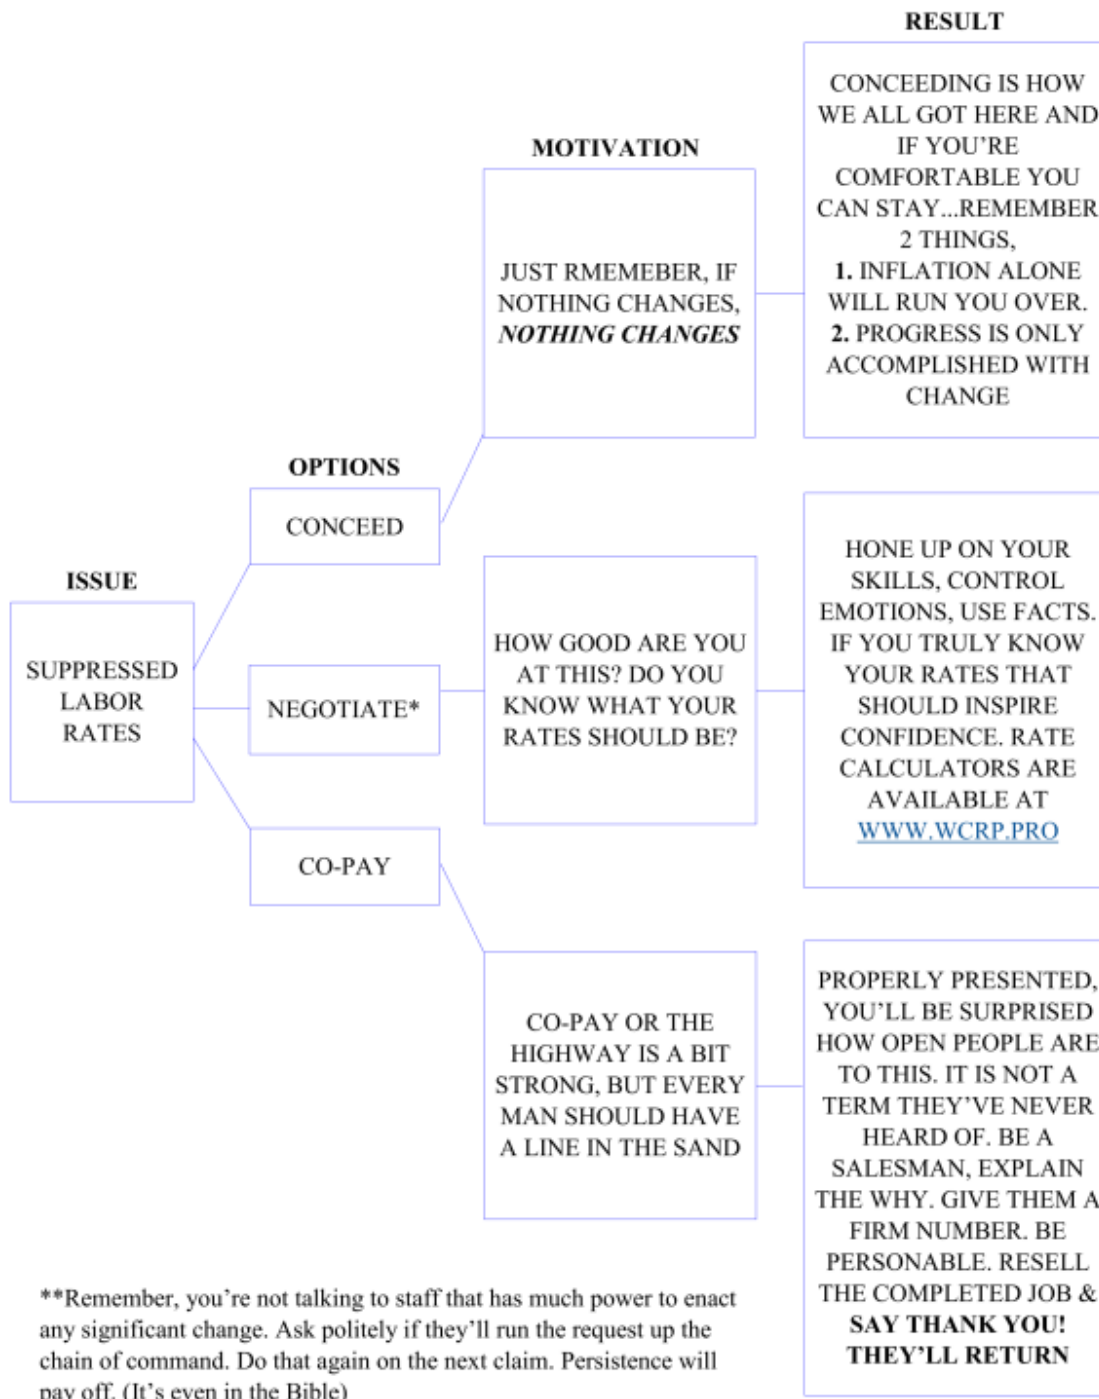 RESULT
CONCEEDING IS HOW
WE ALL GOT HERE AND
IF YOU'RE
COMFORTABLE YOU
CAN STAY...REMEMBER
2 THINGS,
1. INFLATION ALONE
WILL RUN YOU OVER.
2. PROGRESS IS ONLY
ACCOMPLISHED WITH
CHANGE
MOTIVATION
JUST RMEMEBER, IF
NOTHING CHANGES,
NOTHING CHANGES
OPTIONS
CONCEED
ISSUE
SUPPRESSED
LABOR
RATES
NEGOTIATE*
HOW GOOD ARE YOU
AT THIS? DO YOU
KNOW WHAT YOUR
RATES SHOULD BE?
HONE UP ON YOUR
SKILLS, CONTROL
EMOTIONS, USE FACTS.
IF YOU TRULY KNOW
YOUR RATES THAT
SHOULD INSPIRE
CONFIDENCE. RATE
CALCULATORS ARE
AVAILABLE AT
WWW.WCRP.PRO
CO-PAY
CO-PAY OR THE
HIGHWAY IS A BIT
STRONG, BUT EVERY
MAN SHOULD HAVE
A LINE IN THE SAND
PROPERLY PRESENTED,
YOU'LL BE SURPRISED
HOW OPEN PEOPLE ARE
TO THIS. IT IS NOT A
TERM THEY'VE NEVER
HEARD OF. BE A
SALESMAN, EXPLAIN
THE WHY. GIVE THEM A
FIRM NUMBER. BE
PERSONABLE. RESELL
THE COMPLETED JOB &
SAY THANK YOU!
THEY'LL RETURN
**Remember, you're not talking to staff that has much power to enact
any significant change. Ask politely if they'll run the request up the
chain of command. Do that again on the next claim. Persistence will
pay off. (It's even in the Bible)